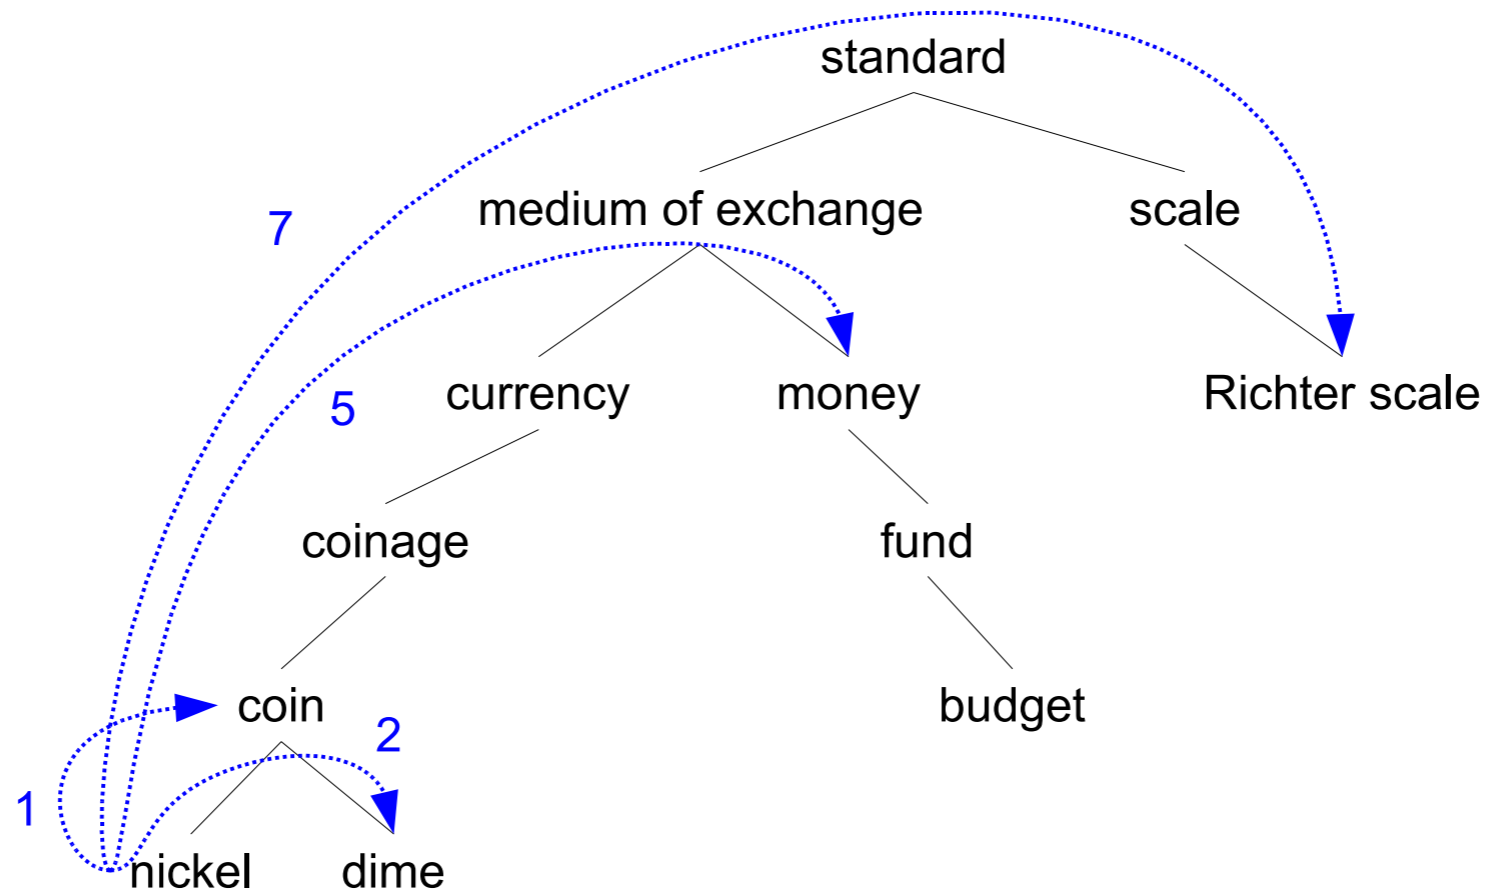 standard
7
medium of exchange scale
5
currency money Richter scale
coinage fund
coin 2 budget
1
nickel dime